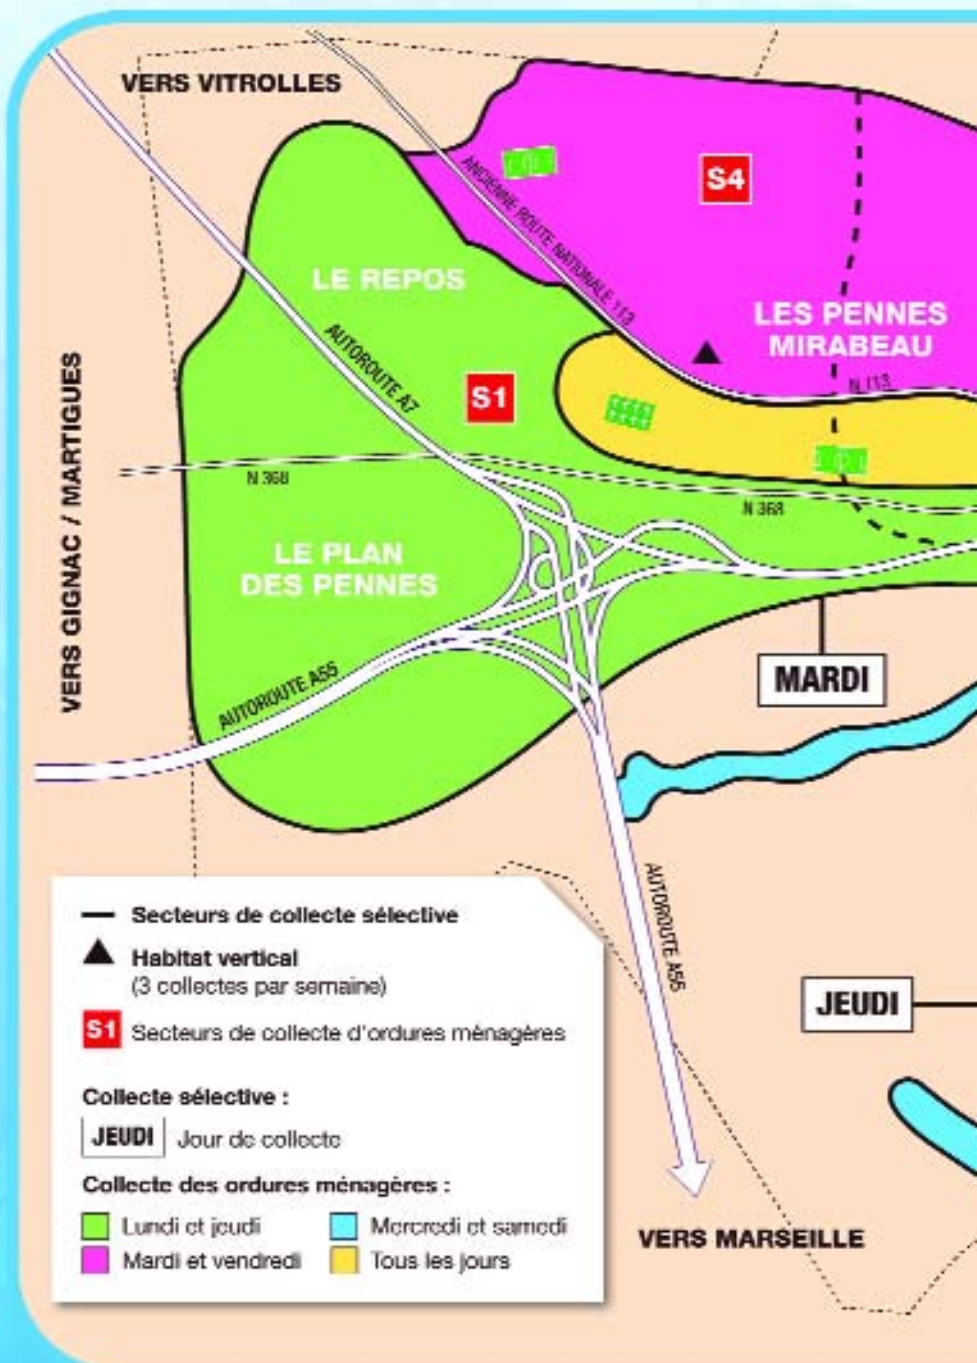 VERS VITROLLES
S4
ANCIENNE ROUTE NATIONALE 113
LE REPOS
LES PENNES
MIRABEAU
AUTOROUTE A7
S1
N 113
VERS GIGNAC / MARTIGUES
N 368
N 368
LE PLAN
DES PENNES
AUTOROUTE A55
MARDI
AUTOROUTE A55
Secteurs de collecte sélective
Habitat vertical
(3 collectes par semaine)
S1 Secteurs de collecte d'ordures ménagères
JEUDI
Collecte sélective :
JEUDI Jour de collecte
Collecte des ordures ménagères :
Lundi et jeudi
Mercredi et samedi
Mardi et vendredi
Tous les jours
VERS MARSEILLE